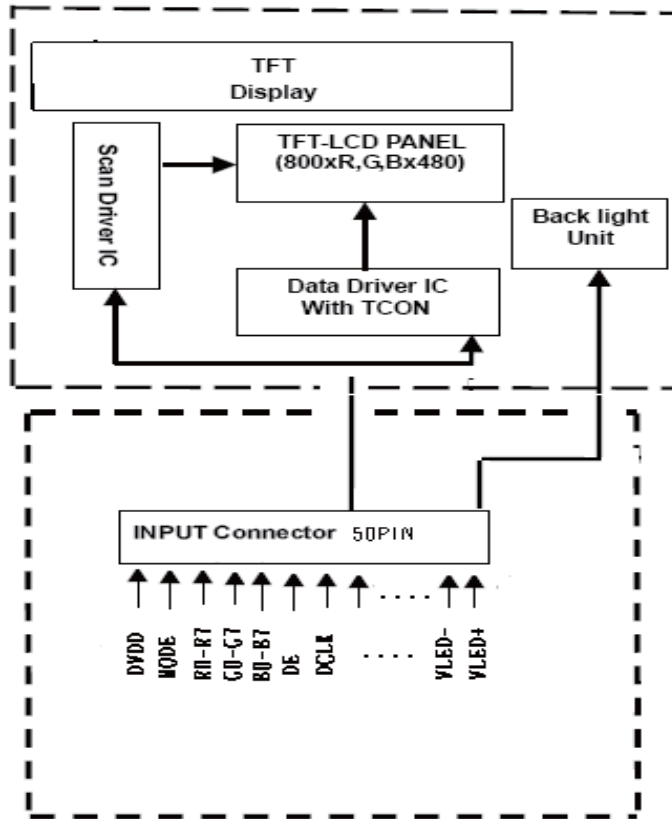 TFT
Display
Scan Driver IC
TFT-LCD PANEL
(800xR,G,Bx480)
Back light
Unit
Data Driver IC
With TCON
INPUT Connector 50PIN
DVDD
MODE
R0-R7
G0-G7
B0-B7
DE
DCLK
....
....
VLED-
VLED+